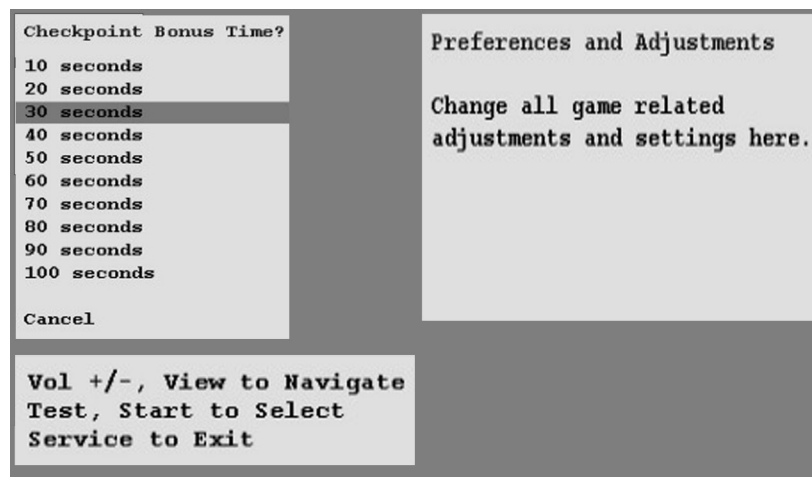 Checkpoint Bonus Time?
10 seconds
20 seconds
30 seconds
40 seconds
50 seconds
60 seconds
70 seconds
80 seconds
90 seconds
100 seconds
Cancel
Preferences and Adjustments
Change all game related
adjustments and settings here.
Vol +/-, View to Navigate
Test, Start to Select
Service to Exit